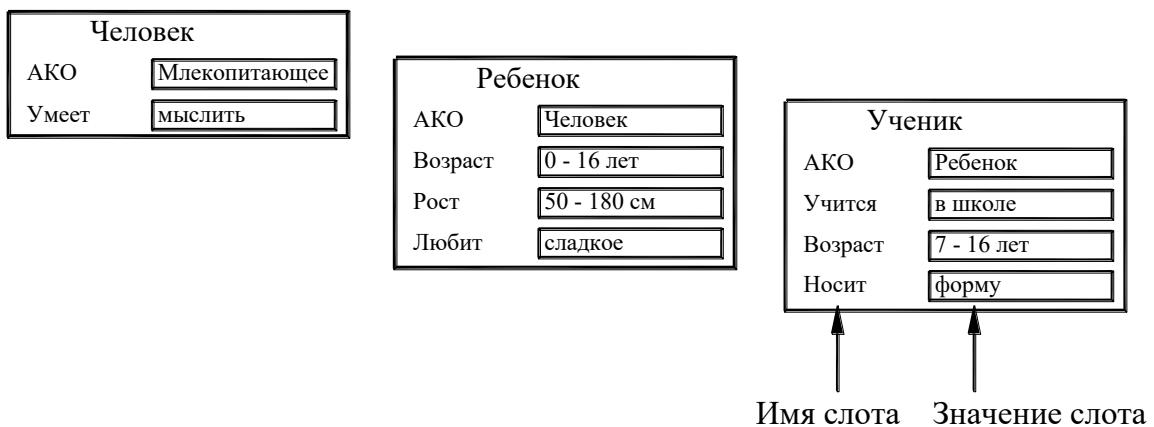 Человек
АКО Млекопитающее
Умеет мыслить
Ребенок
АКО Человек
Возраст 0 - 16 лет
Рост 50 - 180 см
Любит сладкое
Ученик
АКО Ребенок
Учится в школе
Возраст 7 - 16 лет
Носит форму
Имя слота Значение слота